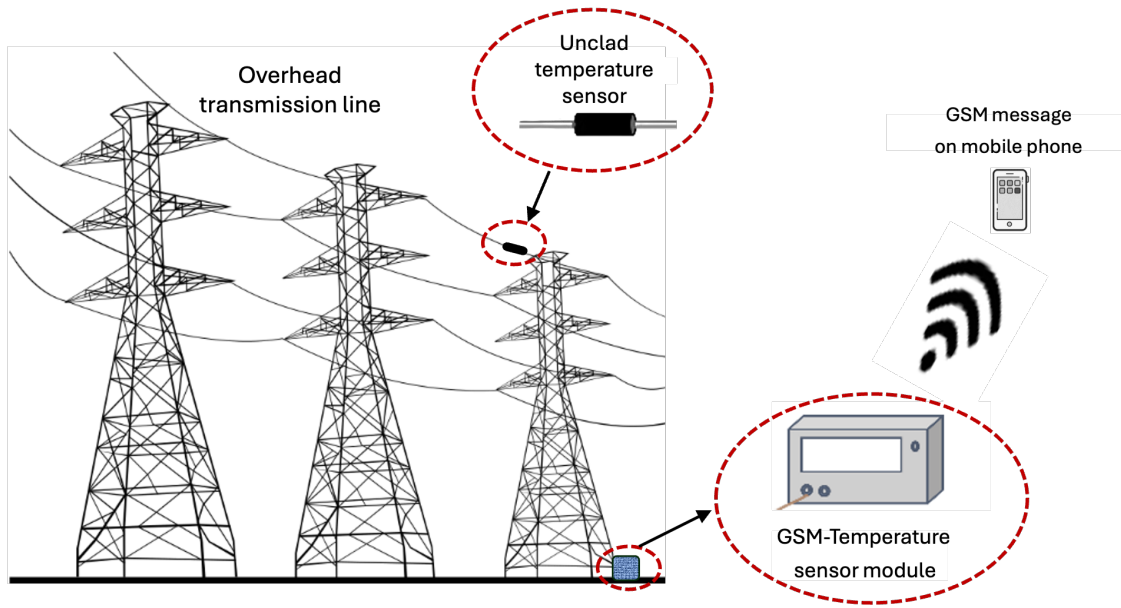 Overhead
transmission line
Unclad
temperature
sensor
GSM message
on mobile phone
GSM-Temperature
sensor module